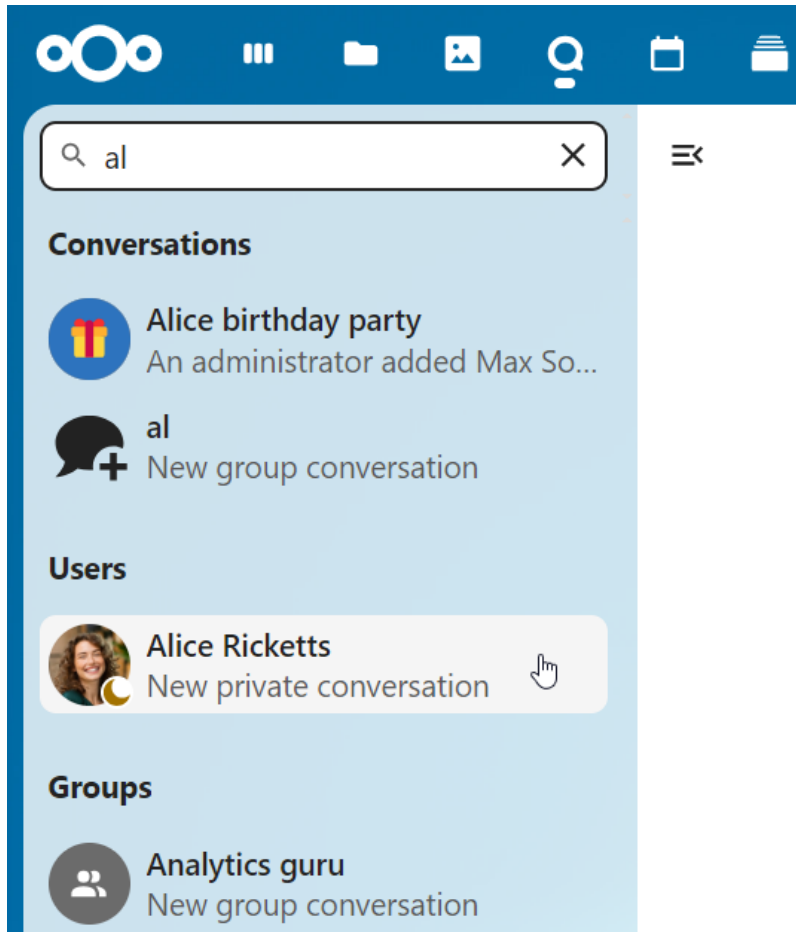 al
Conversations
Alice birthday party
An administrator added Max So...
al
New group conversation
Users
Alice Ricketts
New private conversation
Groups
Analytics guru
New group conversation